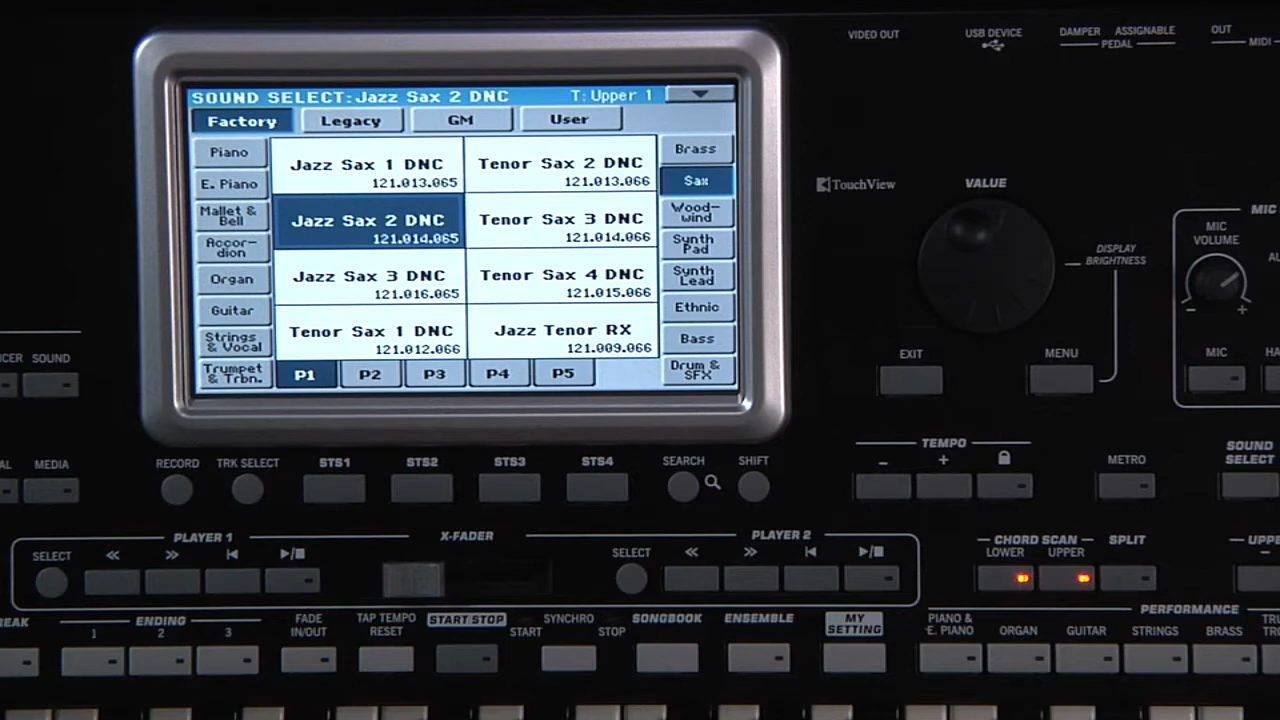 VIDEO OUT
USB DEVICE
DAMPER ASSIGNABLE
PEDAL
OUT
MIDI
SOUND SELECT:Jazz Sax 2 DNC T: Upper 1
Factory Legacy GM User
Piano
E. Piano
Mallet &
Bell
Accor-
dion
Organ
Guitar
Strings
& Vocal
Trumpet
& Trbn.
Jazz Sax 1 DNC
121.013.065
Tenor Sax 2 DNC
121.013.066
Jazz Sax 2 DNC
121.014.065
Tenor Sax 3 DNC
121.014.066
Jazz Sax 3 DNC
121.016.065
Tenor Sax 4 DNC
121.015.066
Tenor Sax 1 DNC
121.012.066
Jazz Tenor RX
121.009.066
Brass
Sax
Wood-
wind
Synth
Pad
Synth
Lead
Ethnic
Bass
Drum &
SFX
P1 P2 P3 P4 P5
TouchView
VALUE
DISPLAY
BRIGHTNESS
EXIT
MENU
MIC
MIC
VOLUME
- +
MIC
SOUND
MEDIA
RECORD
TRK SELECT
STS1
STS2
STS3
STS4
SEARCH
SHIFT
TEMPO
- +
METRO
SOUND
SELECT
PLAYER 1
SELECT
X-FADER
PLAYER 2
SELECT
CHORD SCAN
LOWER UPPER
SPLIT
-
ENDING
1 2 3
FADE
IN/OUT
TAP TEMPO
RESET
START STOP
SYNCHRO
START STOP
SONGBOOK
ENSEMBLE
MY
SETTING
PERFORMANCE
PIANO &
E. PIANO
ORGAN
GUITAR
STRINGS
BRASS